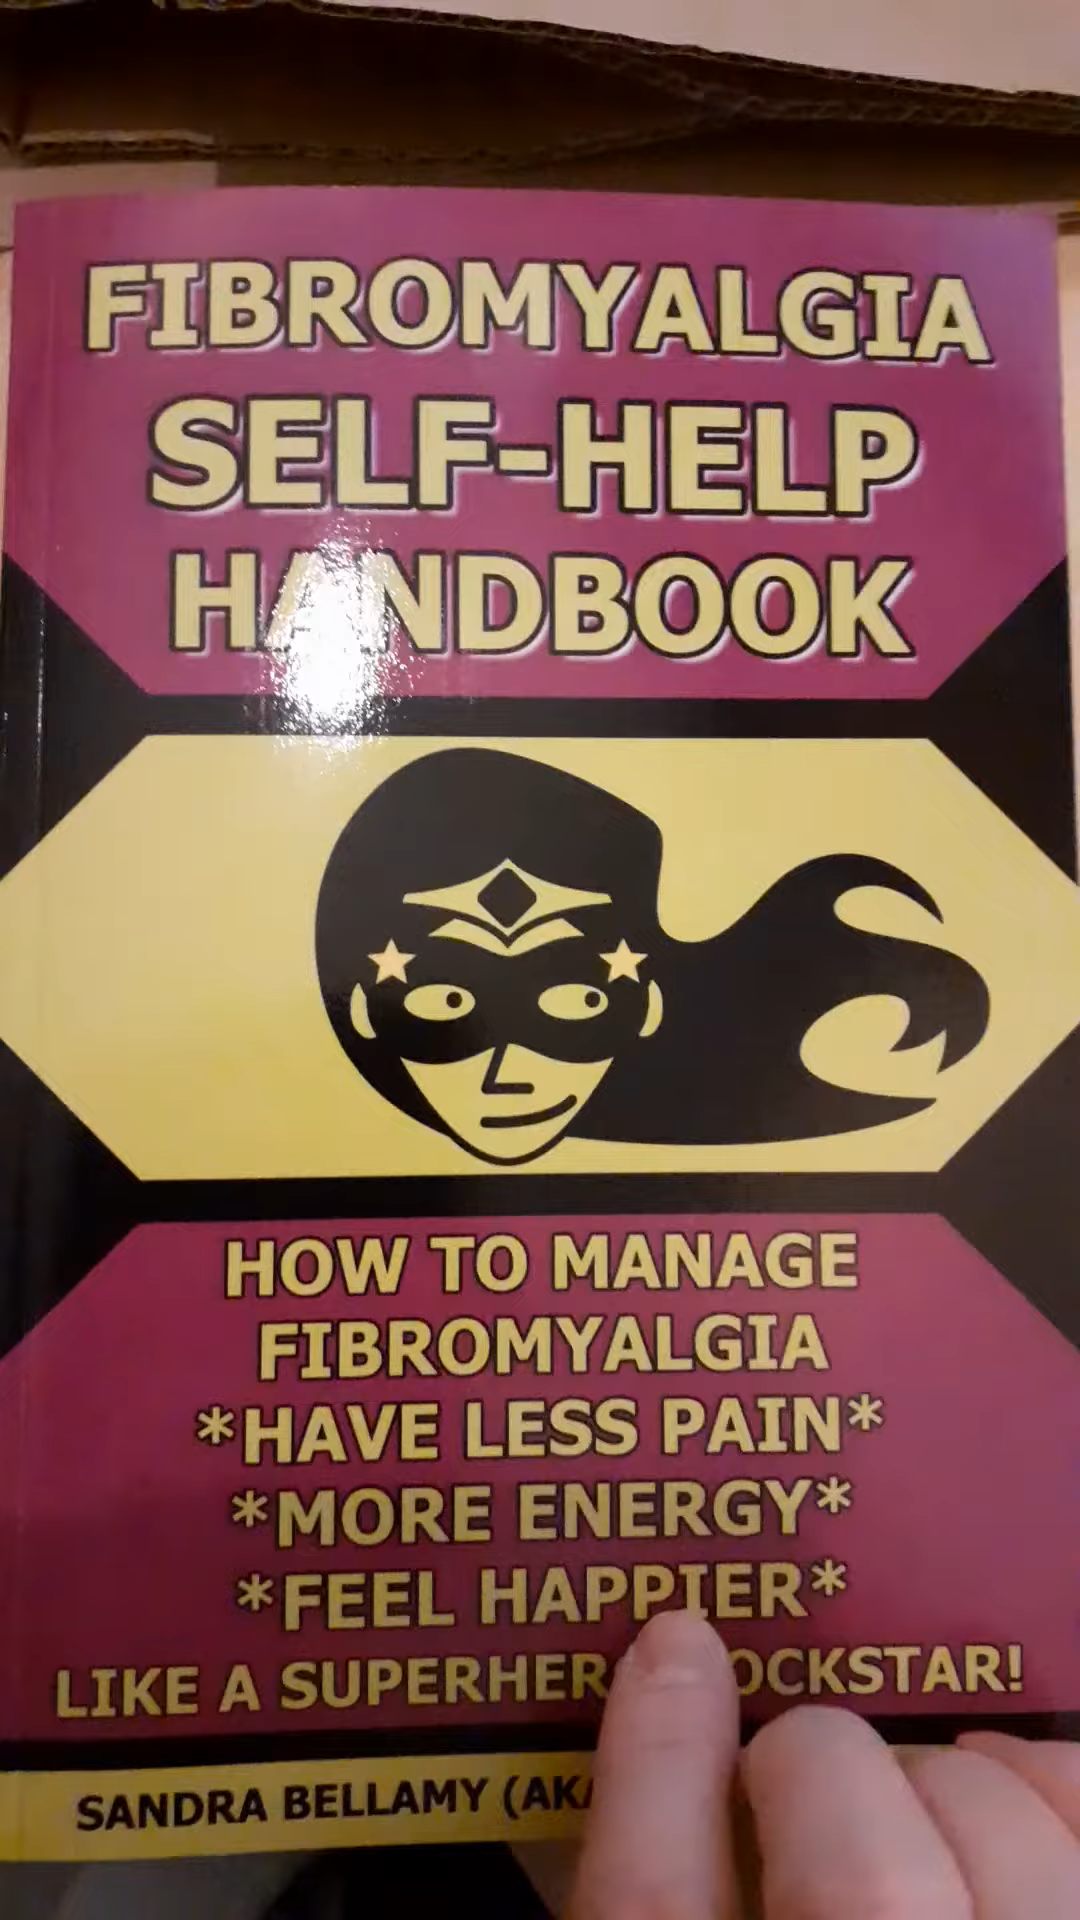 FIBROMYALGIA
SELF-HELP
HANDBOOK
HOW TO MANAGE
FIBROMYALGIA
*HAVE LESS PAIN*
*MORE ENERGY*
*FEEL HAPPIER*
LIKE A SUPERHER OCKSTAR!
SANDRA BELLAMY (AKA